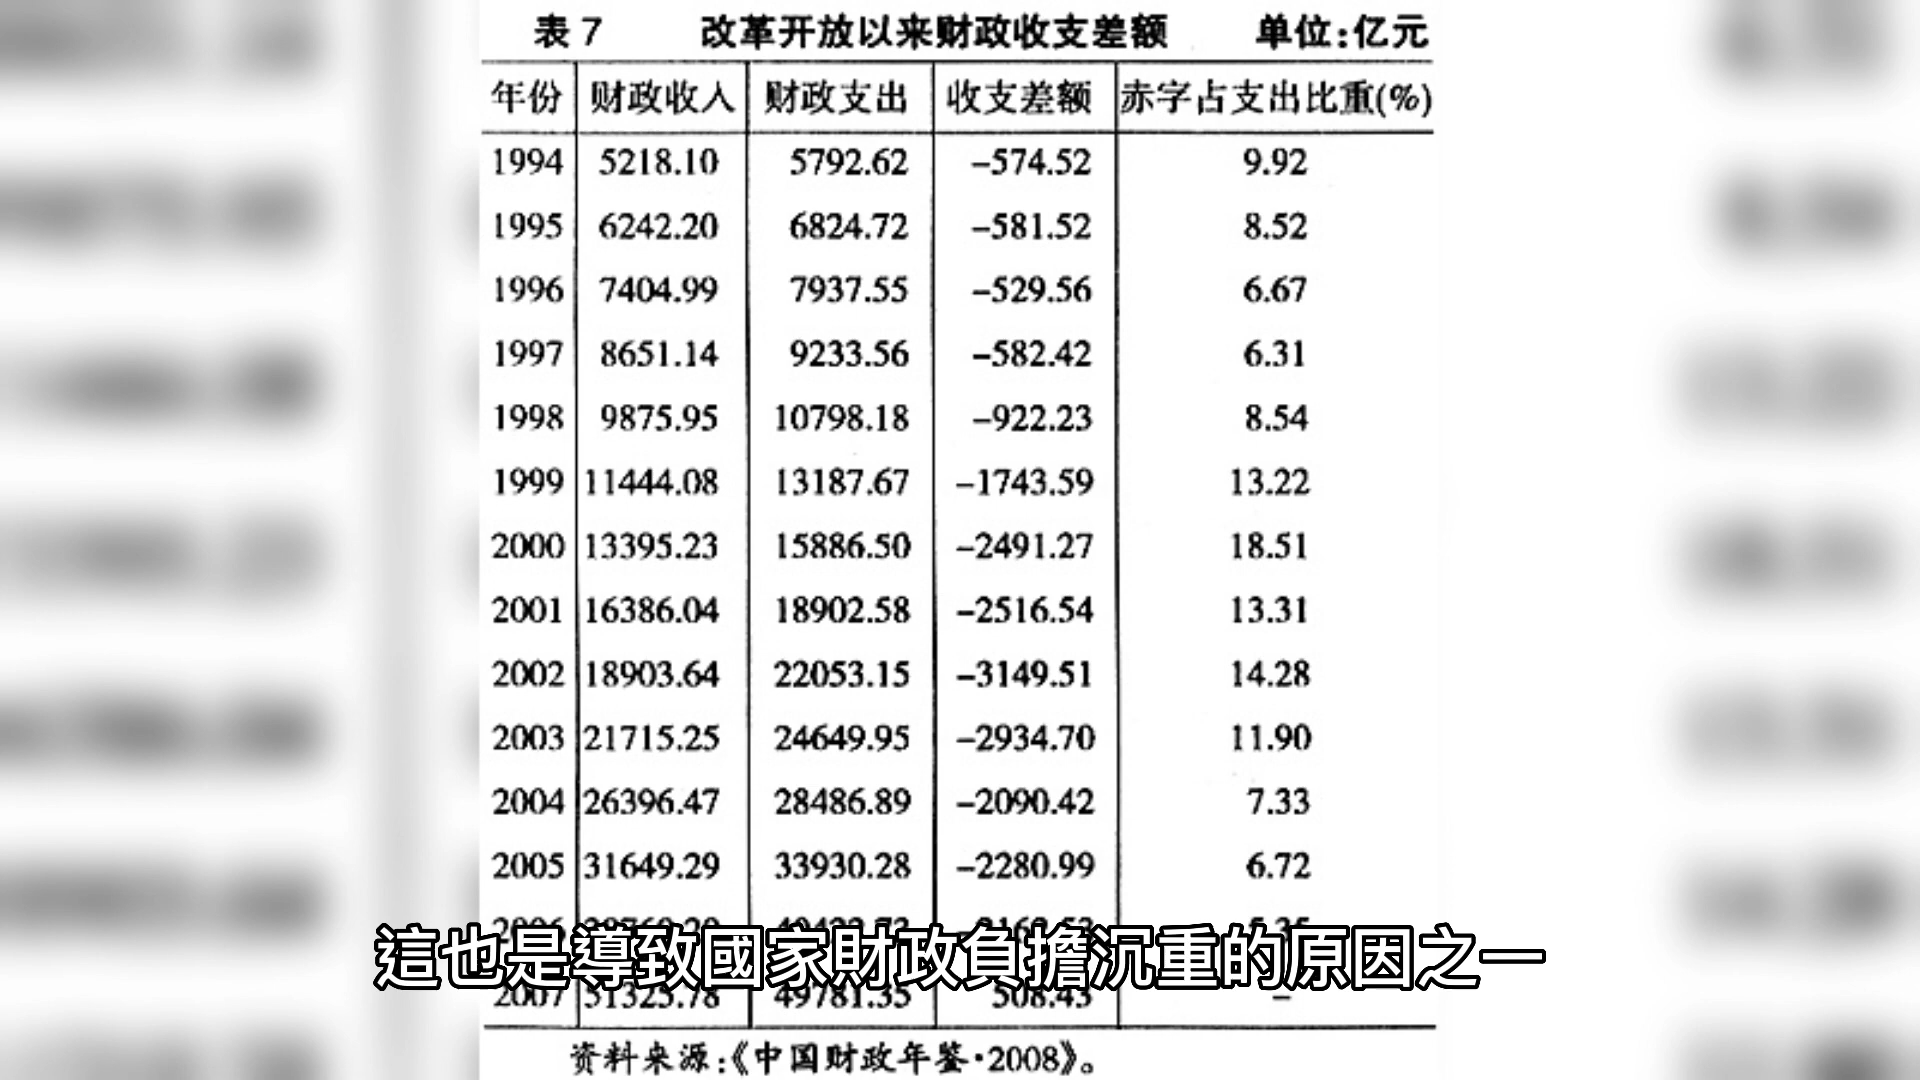 表7 改革开放以来财政收支差额 单位:亿元
年份 财政收入 财政支出 收支差额 赤字占支出比重(%)
1994 5218.10 5792.62 -574.52 9.92
1995 6242.20 6824.72 -581.52 8.52
1996 7404.99 7937.55 -529.56 6.67
1997 8651.14 9233.56 -582.42 6.31
1998 9875.95 10798.18 -922.23 8.54
1999 11444.08 13187.67 -1743.59 13.22
2000 13395.23 15886.50 -2491.27 18.51
2001 16386.04 18902.58 -2516.54 13.31
2002 18903.64 22053.15 -3149.51 14.28
2003 21715.25 24649.95 -2934.70 11.90
2004 26396.47 28486.89 -2090.42 7.33
2005 31649.29 33930.28 -2280.99 6.72
這也是導致國家財政負擔沉重的原因之一
2007 51323.78 49781.35 508.43 -
资料来源:《中国财政年鉴·2008》。